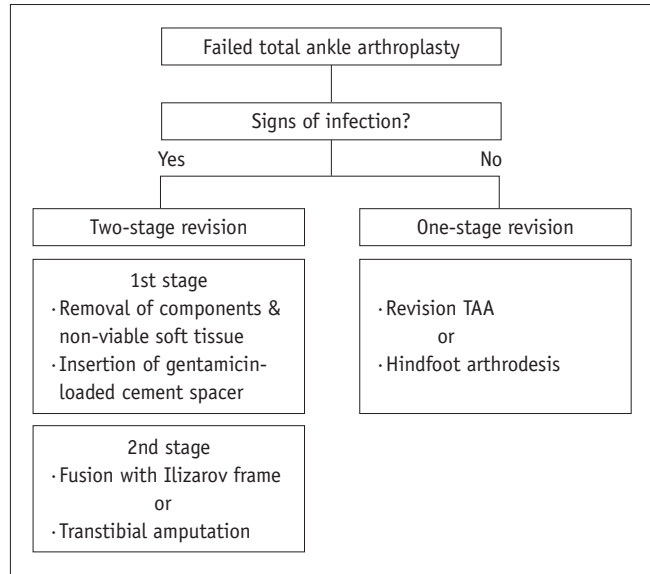 Failed total ankle arthroplasty
Signs of infection?
Yes
No
Two-stage revision
One-stage revision
1st stage
·Removal of components &
non-viable soft tissue
·Insertion of gentamicin-
loaded cement spacer
·Revision TAA
or
·Hindfoot arthrodesis
2nd stage
·Fusion with Ilizarov frame
or
·Transtibial amputation